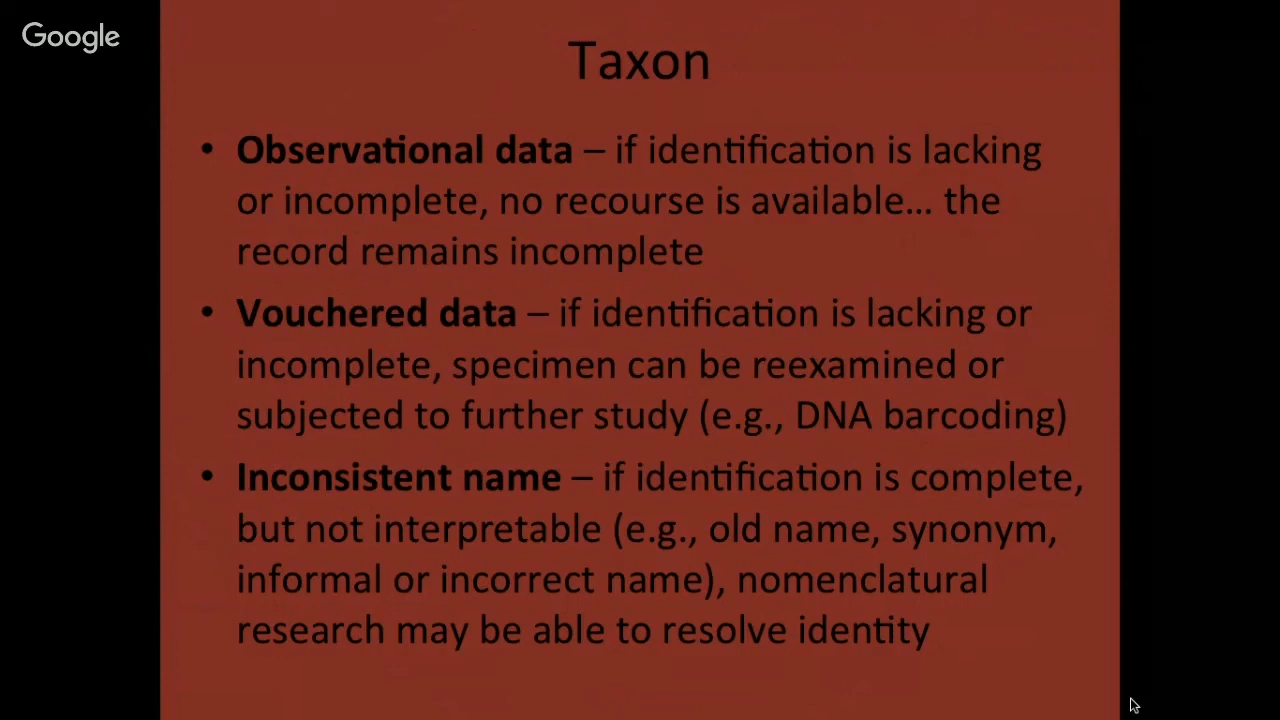 Google
Taxon
• Observational data – if identification is lacking
or incomplete, no recourse is available... the
record remains incomplete
• Vouchered data – if identification is lacking or
incomplete, specimen can be reexamined or
subjected to further study (e.g., DNA barcoding)
• Inconsistent name – if identification is complete,
but not interpretable (e.g., old name, synonym,
informal or incorrect name), nomenclatural
research may be able to resolve identity